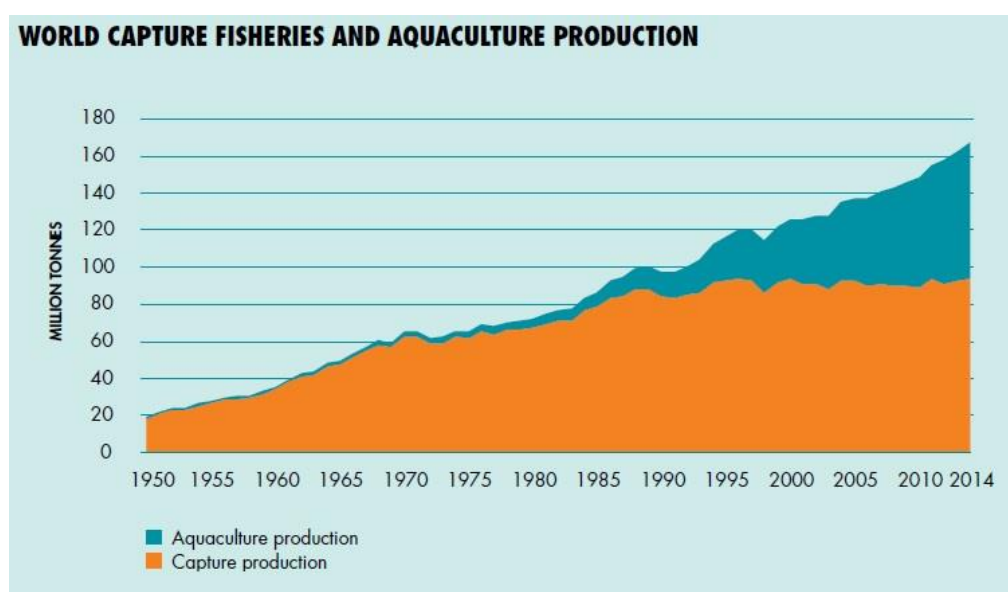 WORLD CAPTURE FISHERIES AND AQUACULTURE PRODUCTION
180
160
140
120
100
80
60
40
20
0
MILLION TONNES
1950 1955 1960 1965 1970 1975 1980 1985 1990 1995 2000 2005 2010 2014
Aquaculture production
Capture production